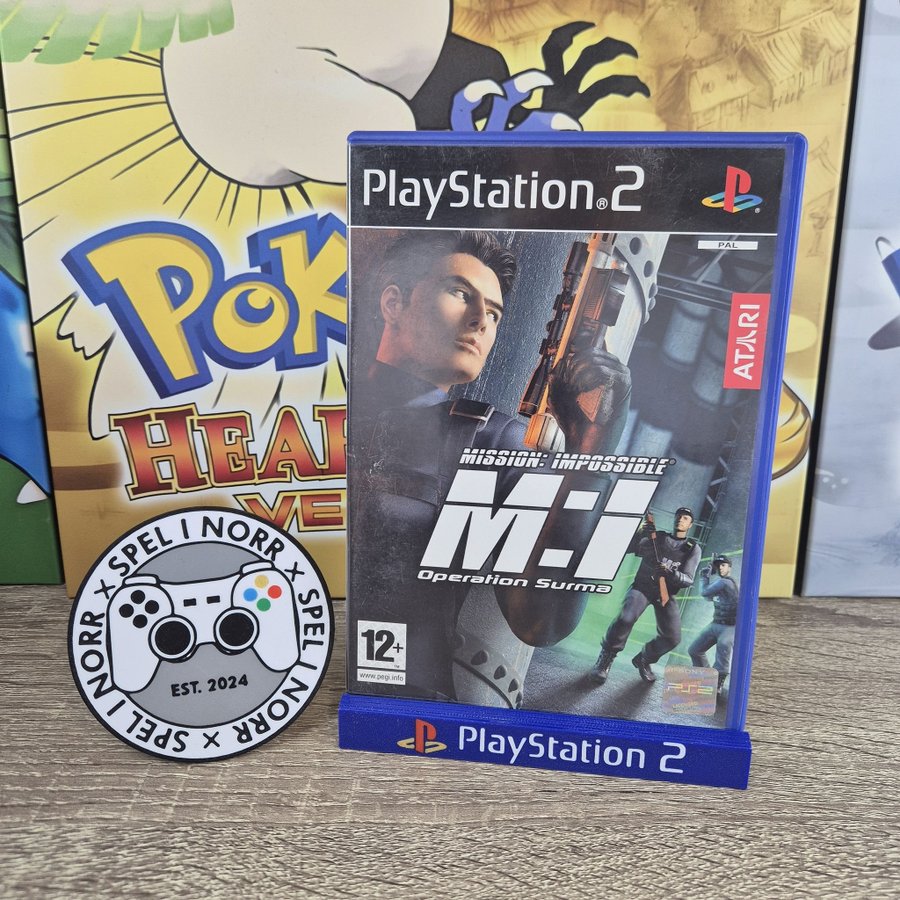 POK
HEAR
VE
PlayStation®2
PAL
ATARI
MISSION: IMPOSSIBLE®
M:i
Operation Surma
12+
www.pegi.info
PS2
PlayStation 2
SPEL I NORR × SPEL I NORR × SPEL I NORR ×
EST. 2024